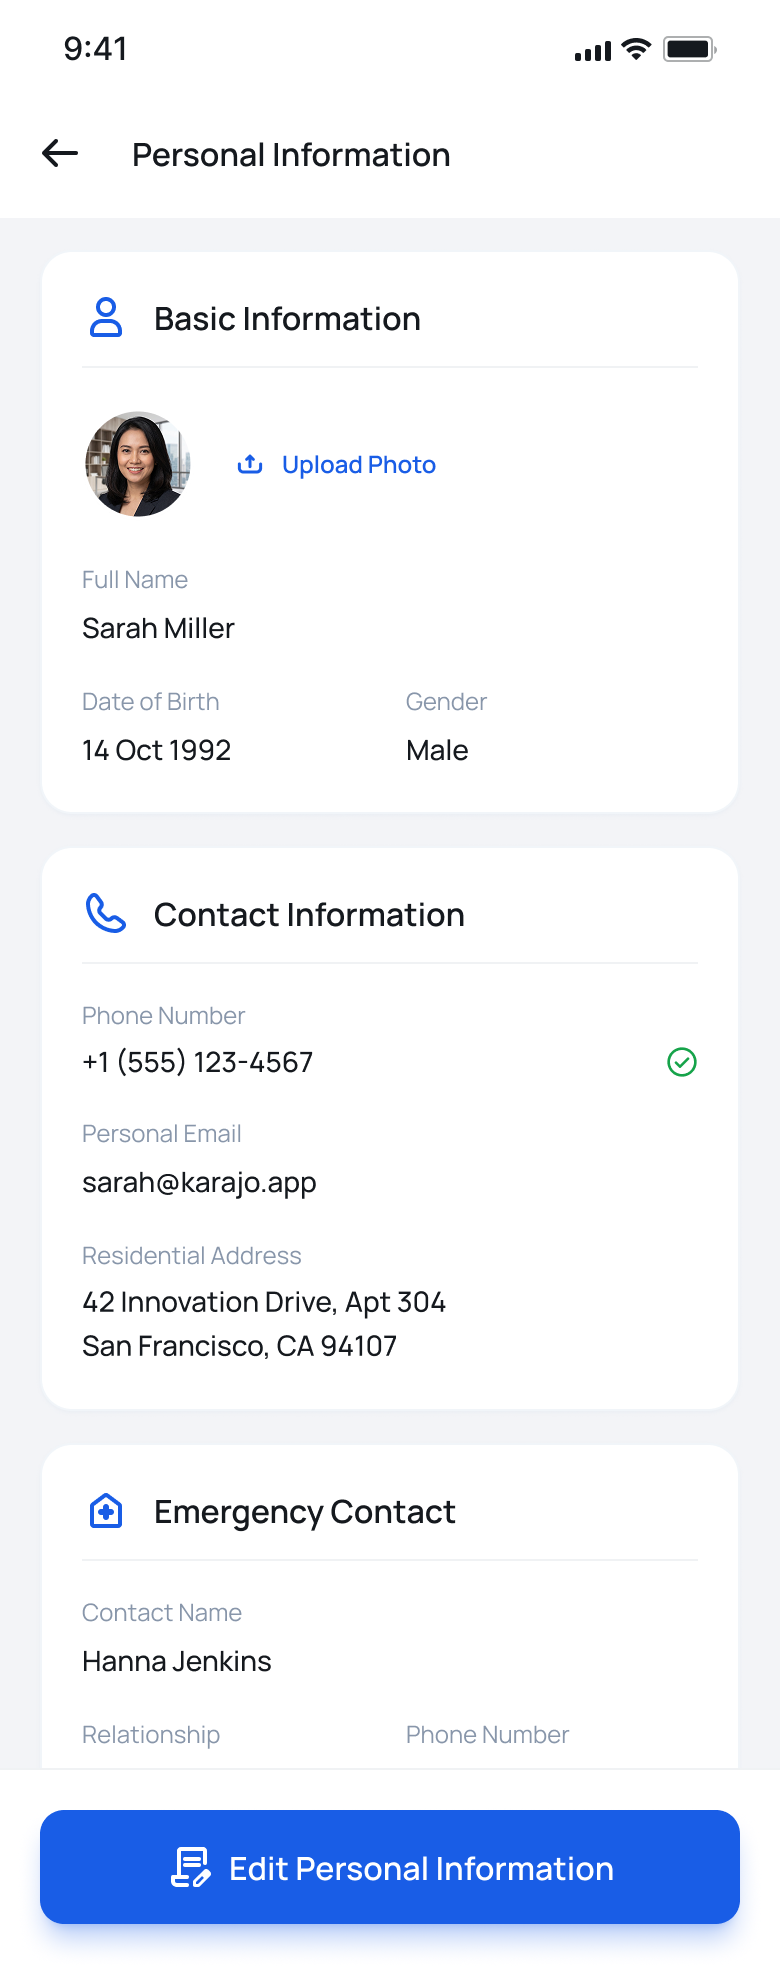 9:41
Personal Information
Basic Information
Upload Photo
Full Name
Sarah Miller
Date of Birth
Gender
14 Oct 1992
Male
Contact Information
Phone Number
+1 (555) 123-4567
Personal Email
sarah@karajo.app
Residential Address
42 Innovation Drive, Apt 304
San Francisco, CA 94107
Emergency Contact
Contact Name
Hanna Jenkins
Relationship
Phone Number
Edit Personal Information